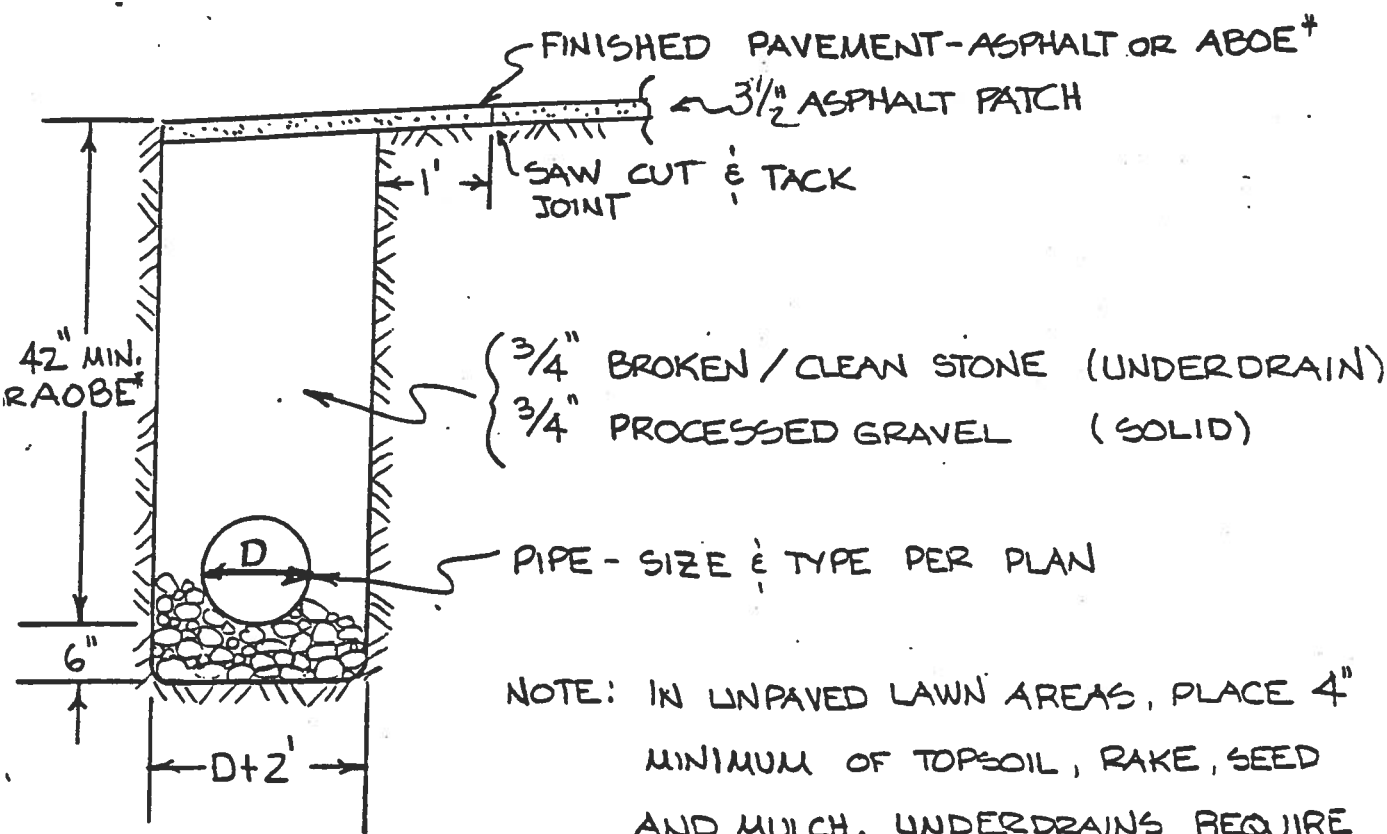 FINISHED PAVEMENT-ASPHALT OR ABOE*
3 1/2" ASPHALT PATCH
1'
SAW CUT & TACK
JOINT
42" MIN.
RAOBE*
3/4" BROKEN/CLEAN STONE (UNDERDRAIN)
3/4" PROCESSED GRAVEL (SOLID)
D
PIPE - SIZE & TYPE PER PLAN
6"
D+2'
NOTE: IN UNPAVED LAWN AREAS, PLACE 4"
MINIMUM OF TOPSOIL, RAKE, SEED
AND MULCH. UNDERDRAINS REQUIRE